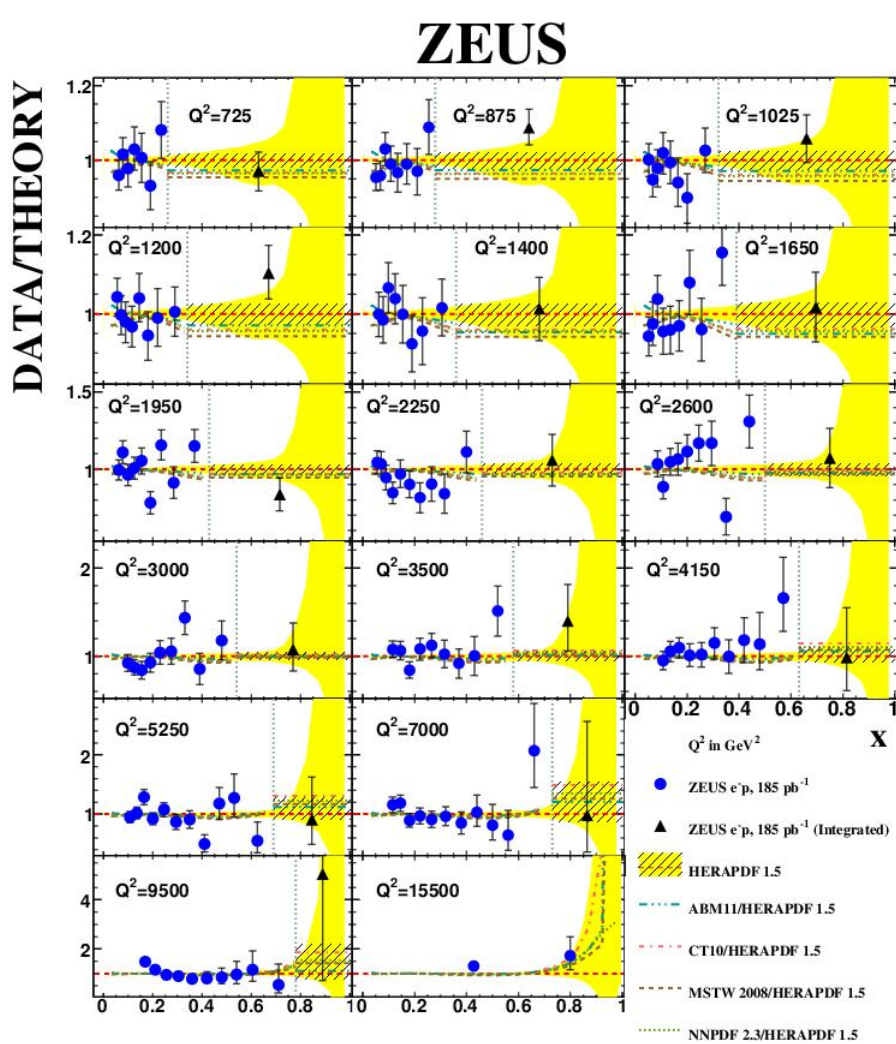 ZEUS
DATA/THEORY
1.2
Q²=725
Q²=875
Q²=1025
1
1.2
Q²=1200
Q²=1400
Q²=1650
1
1.5
Q²=1950
Q²=2250
Q²=2600
1
2
Q²=3000
Q²=3500
Q²=4150
1
0 0.2 0.4 0.6 0.8 1
x
Q²=5250
Q²=7000
2
1
Q² in GeV²
ZEUS e⁻p, 185 pb⁻¹
ZEUS e⁻p, 185 pb⁻¹ (Integrated)
HERAPDF 1.5
ABM11/HERAPDF 1.5
CT10/HERAPDF 1.5
MSTW 2008/HERAPDF 1.5
NNPDF 2.3/HERAPDF 1.5
4
Q²=9500
Q²=15500
2
0 0.2 0.4 0.6 0.8 1 0 0.2 0.4 0.6 0.8 1